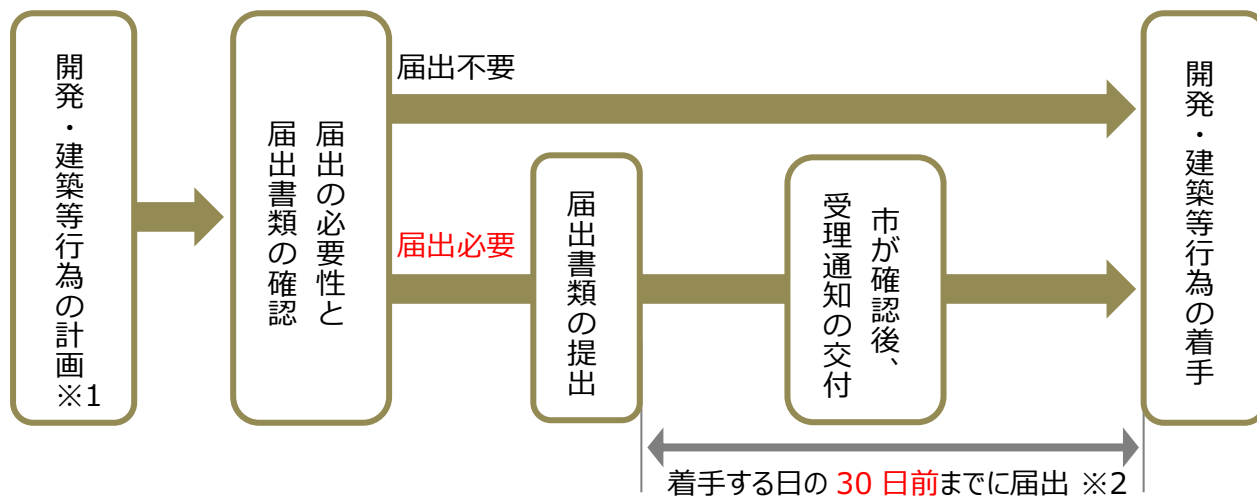 開発・建築等行為の計画※1
届出の必要性と
届出書類の確認
届出不要
届出必要
届出書類の提出
市が確認後、
受理通知の交付
開発・建築等行為の着手
着手する日の 30 日前までに届出 ※2